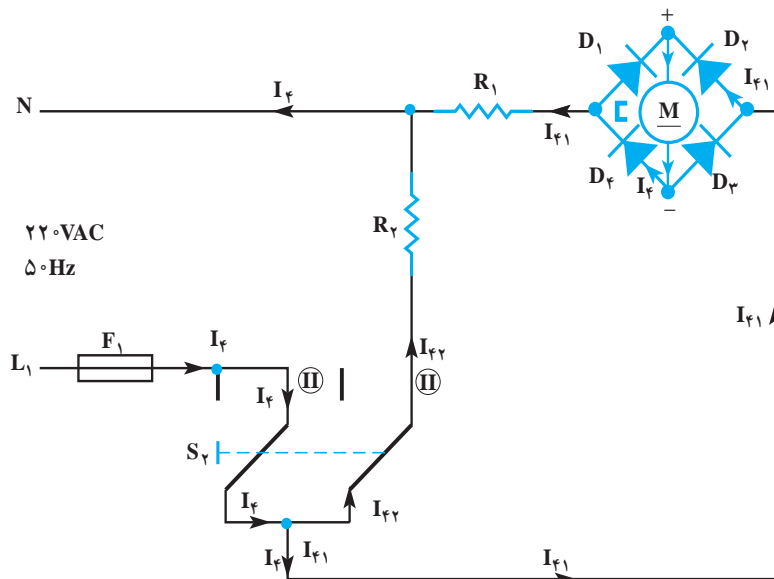 +
D۱ D۲
I۴۱
N I۴ R۱ I۴۱ M
D۴ I۴ D۳
−
R۲
۲۲۰VAC
۵۰Hz
I۴۱
L۱ F۱ I۴ I۴۲
I۴ II II
S۲
I۴ I۴۲
I۴ I۴۱ I۴۱